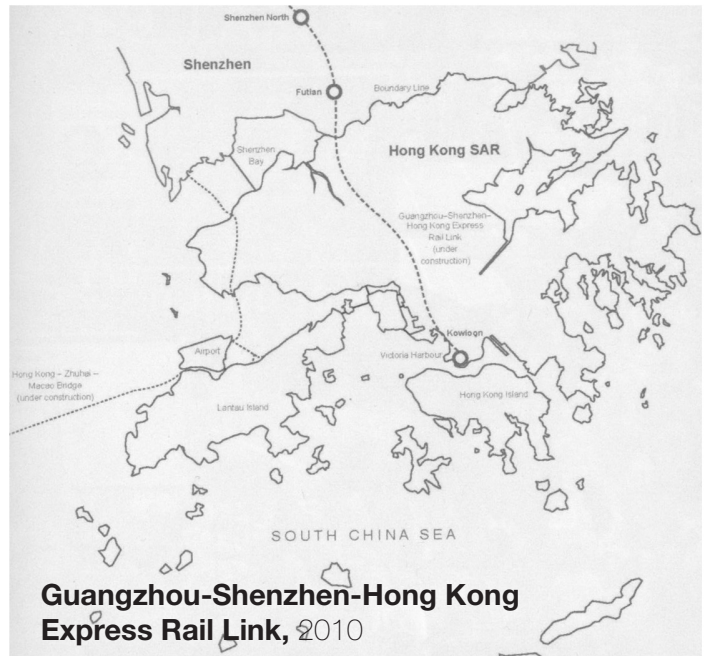 Shenzhen North
Shenzhen
Futian
Boundary Line
Shenzhen
Bay
Hong Kong SAR
Guangzhou–Shenzhen–
Hong Kong Express
Rail Link
(under
construction)
Kowloon
Airport
Victoria Harbour
Hong Kong – Zhuhai –
Macao Bridge
(under construction)
Hong Kong Island
Lantau Island
SOUTH CHINA SEA
Guangzhou-Shenzhen-Hong Kong
Express Rail Link, 2010